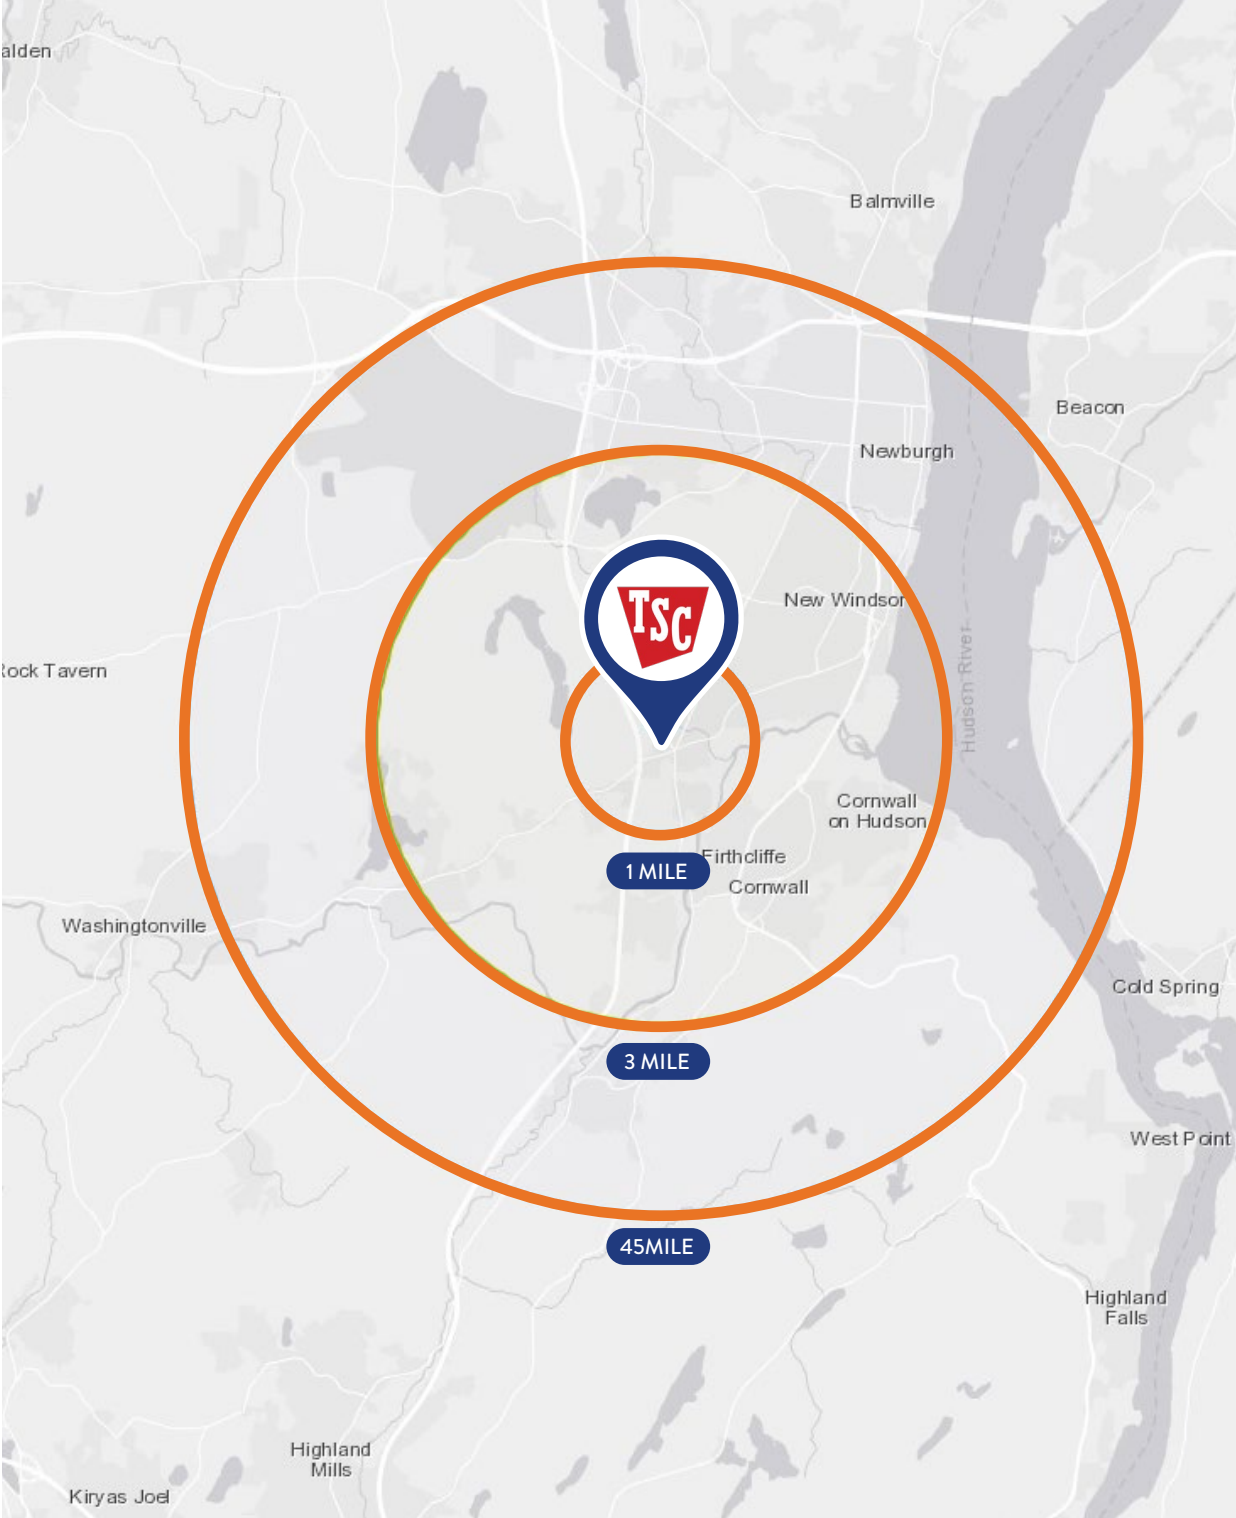 alden
Balmville
Beacon
Newburgh
TSC
New Windsor
Rock Tavern
Hudson River
Cornwall
on Hudson
Firthcliffe
1 MILE
Cornwall
Washingtonville
Cold Spring
3 MILE
West Point
45MILE
Highland
Falls
Highland
Mills
Kiryas Joel